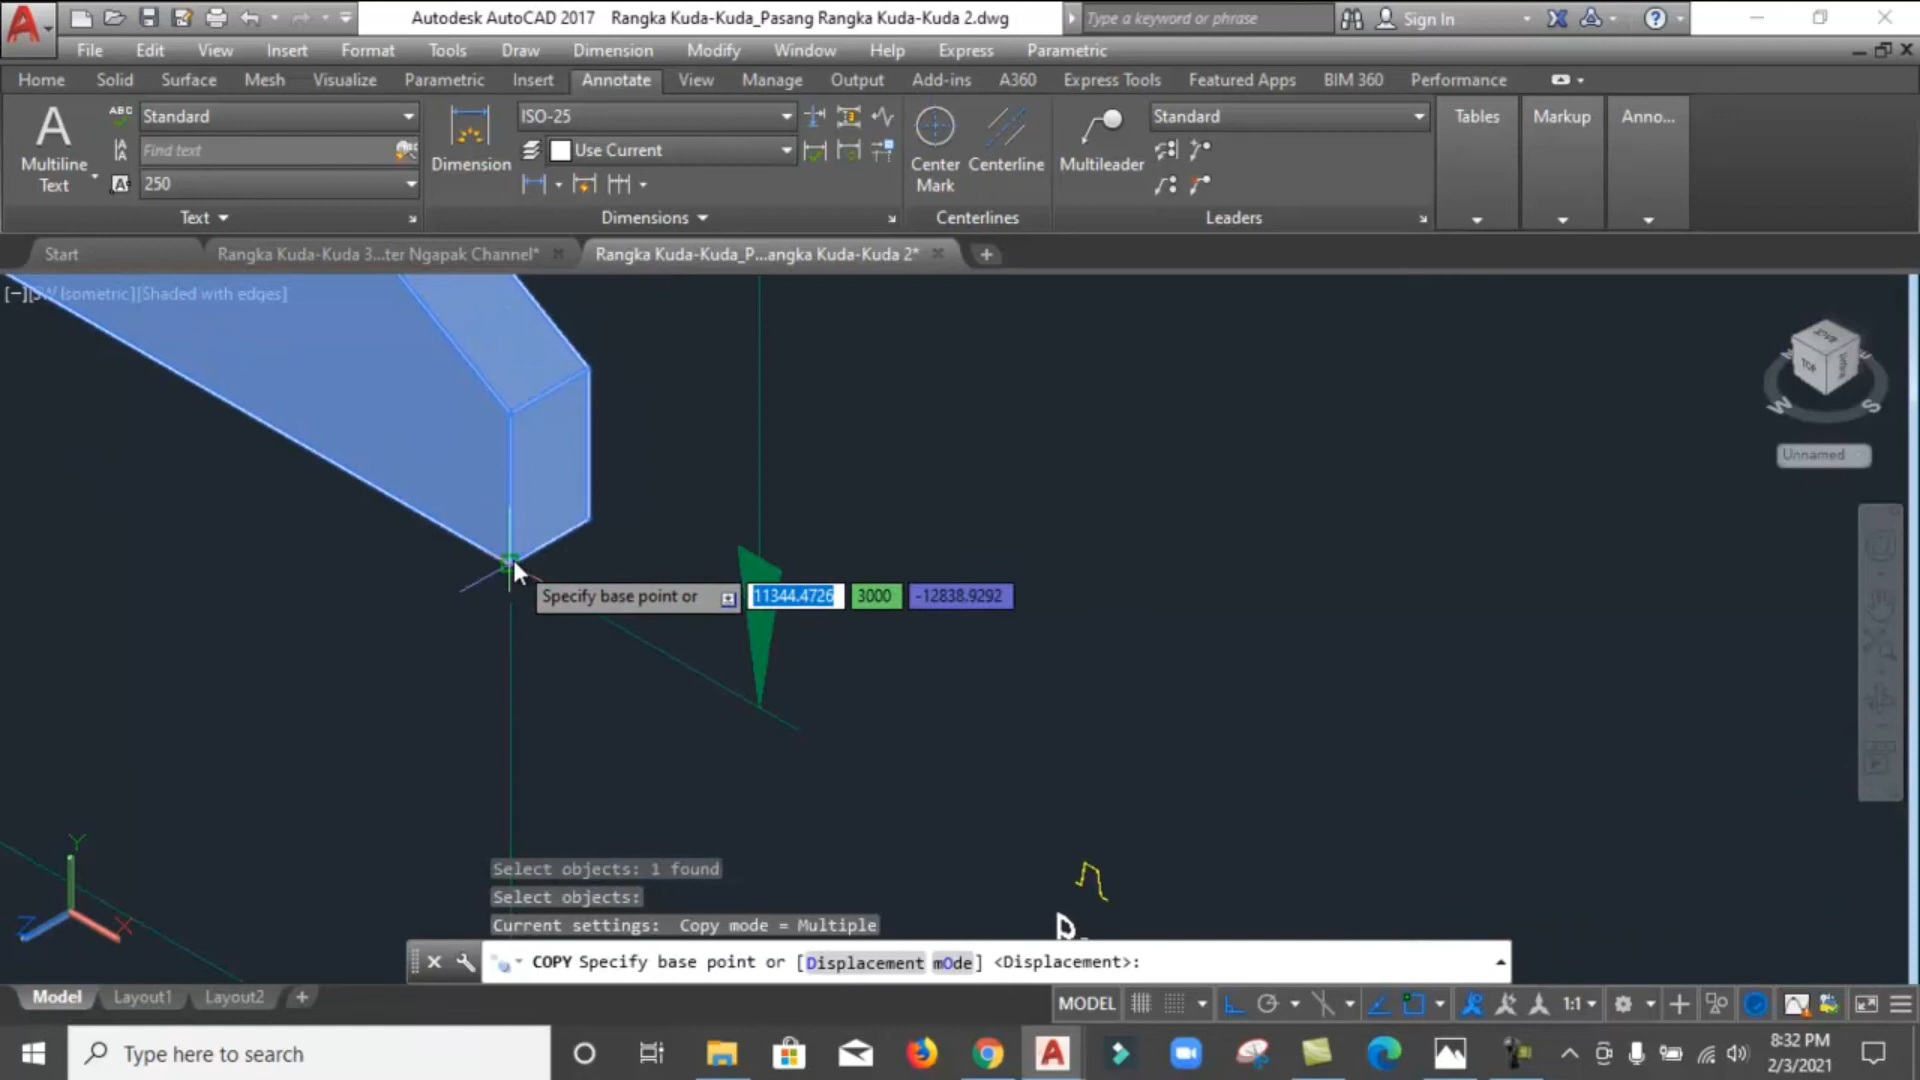 Autodesk AutoCAD 2017 Rangka Kuda-Kuda_Pasang Rangka Kuda-Kuda 2.dwg
Type a keyword or phrase
Sign In
File Edit View Insert Format Tools Draw Dimension Modify Window Help Express Parametric
Home Solid Surface Mesh Visualize Parametric Insert Annotate View Manage Output Add-ins A360 Express Tools Featured Apps BIM 360 Performance
A Multiline Text
ABC Standard
Find text
250
Text
Dimension
ISO-25
Use Current
Dimensions
Center Mark
Centerline
Centerlines
Multileader
Standard
Leaders
Tables
Markup
Anno...
Start
Rangka Kuda-Kuda 3...ter Ngapak Channel*
Rangka Kuda-Kuda_P...angka Kuda-Kuda 2*
[−][SW Isometric][Shaded with edges]
TOP
W S
Unnamed
Specify base point or 11344.4726 3000 -12838.9292
Y
Z X
Select objects: 1 found
Select objects:
Current settings: Copy mode = Multiple
COPY Specify base point or [Displacement mOde] <Displacement>:
Model Layout1 Layout2
MODEL 1:1
Type here to search
8:32 PM
2/3/2021